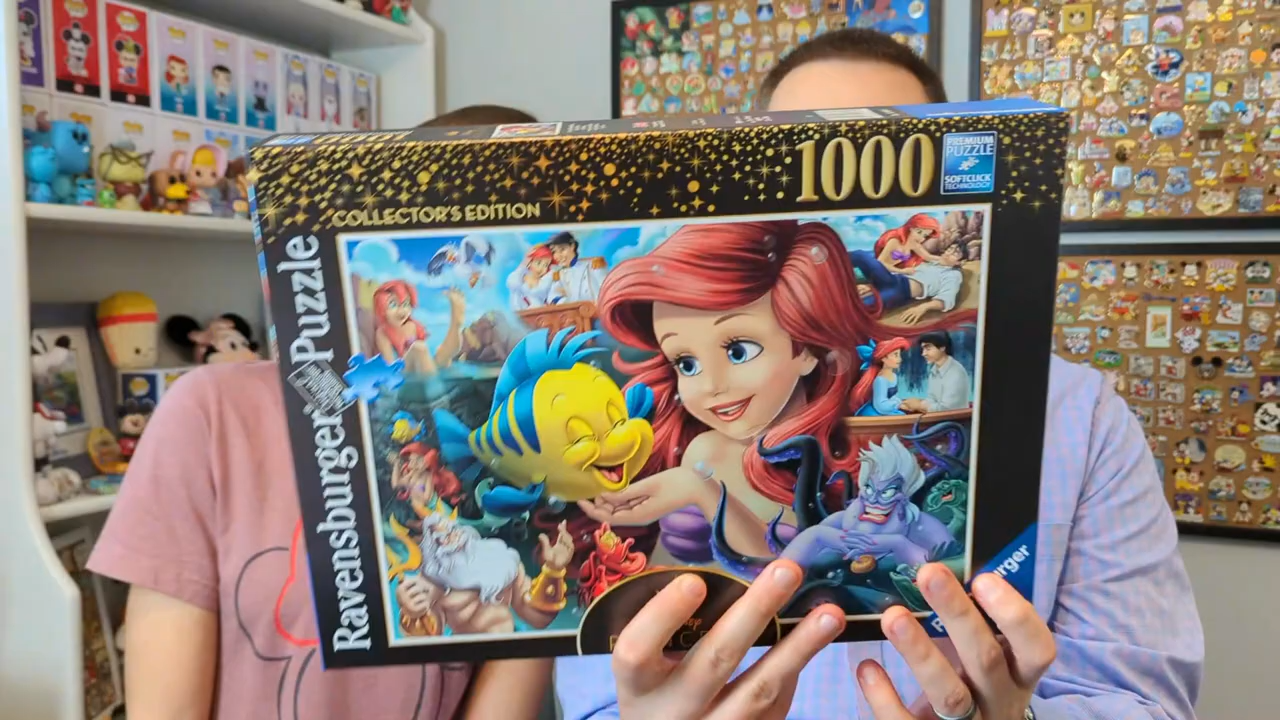 1000
PREMIUM
PUZZLE
SOFTCLICK
TECHNOLOGY
COLLECTOR'S EDITION
Ravensburger Puzzle